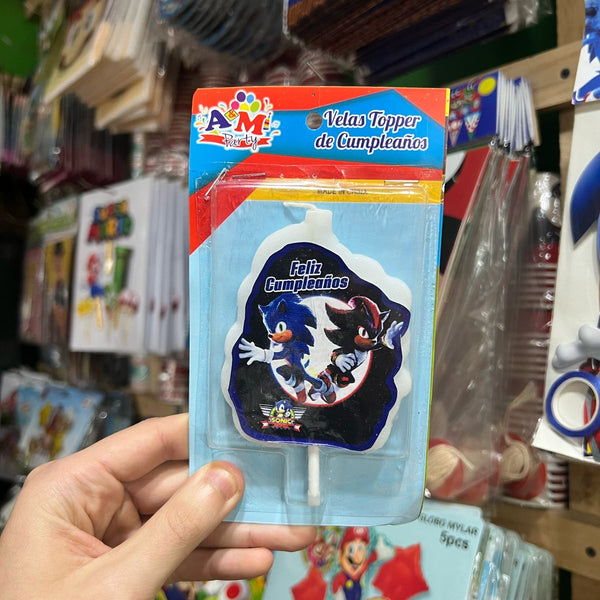 A&M
Party
Velas Topper
de Cumpleaños
MADE IN CHINA
Feliz
Cumpleaños
SONIC
SUPER
MARIO
GLOBO MYLAR
5pcs